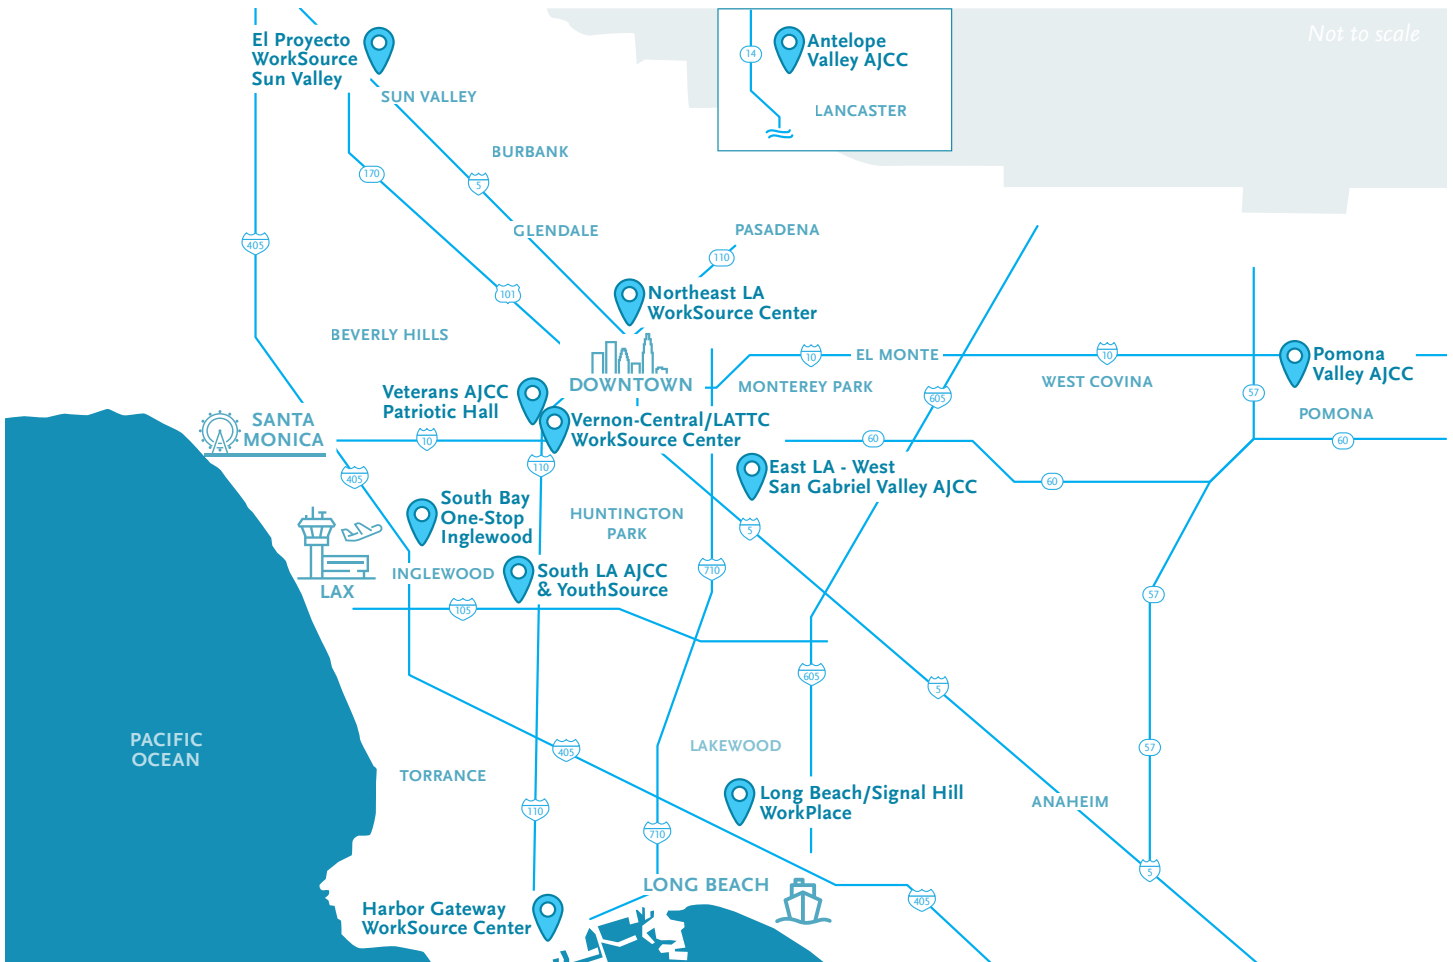 El Proyecto
WorkSource
Sun Valley
Antelope
Valley AJCC
Not to scale
14
SUN VALLEY
LANCASTER
BURBANK
170
5
GLENDALE
PASADENA
405
110
101
Northeast LA
WorkSource Center
BEVERLY HILLS
10
EL MONTE
10
Pomona
Valley AJCC
DOWNTOWN
MONTEREY PARK
WEST COVINA
Veterans AJCC
Patriotic Hall
605
57
POMONA
SANTA
MONICA
10
Vernon-Central/LATTC
WorkSource Center
60
60
110
405
East LA - West
San Gabriel Valley AJCC
60
South Bay
One-Stop
Inglewood
HUNTINGTON
PARK
5
INGLEWOOD
South LA AJCC
& YouthSource
710
LAX
105
57
605
5
PACIFIC
OCEAN
405
LAKEWOOD
57
TORRANCE
Long Beach/Signal Hill
WorkPlace
ANAHEIM
110
710
5
LONG BEACH
405
Harbor Gateway
WorkSource Center